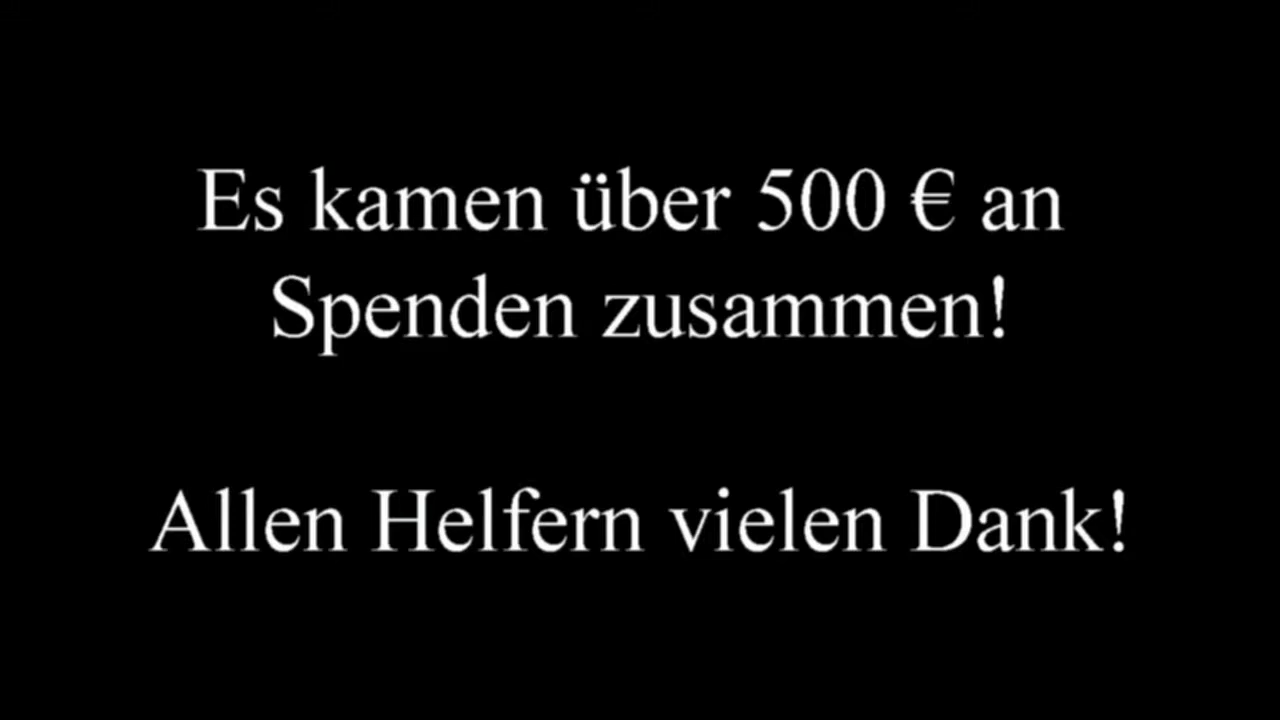 Es kamen über 500 € an
Spenden zusammen!
Allen Helfern vielen Dank!